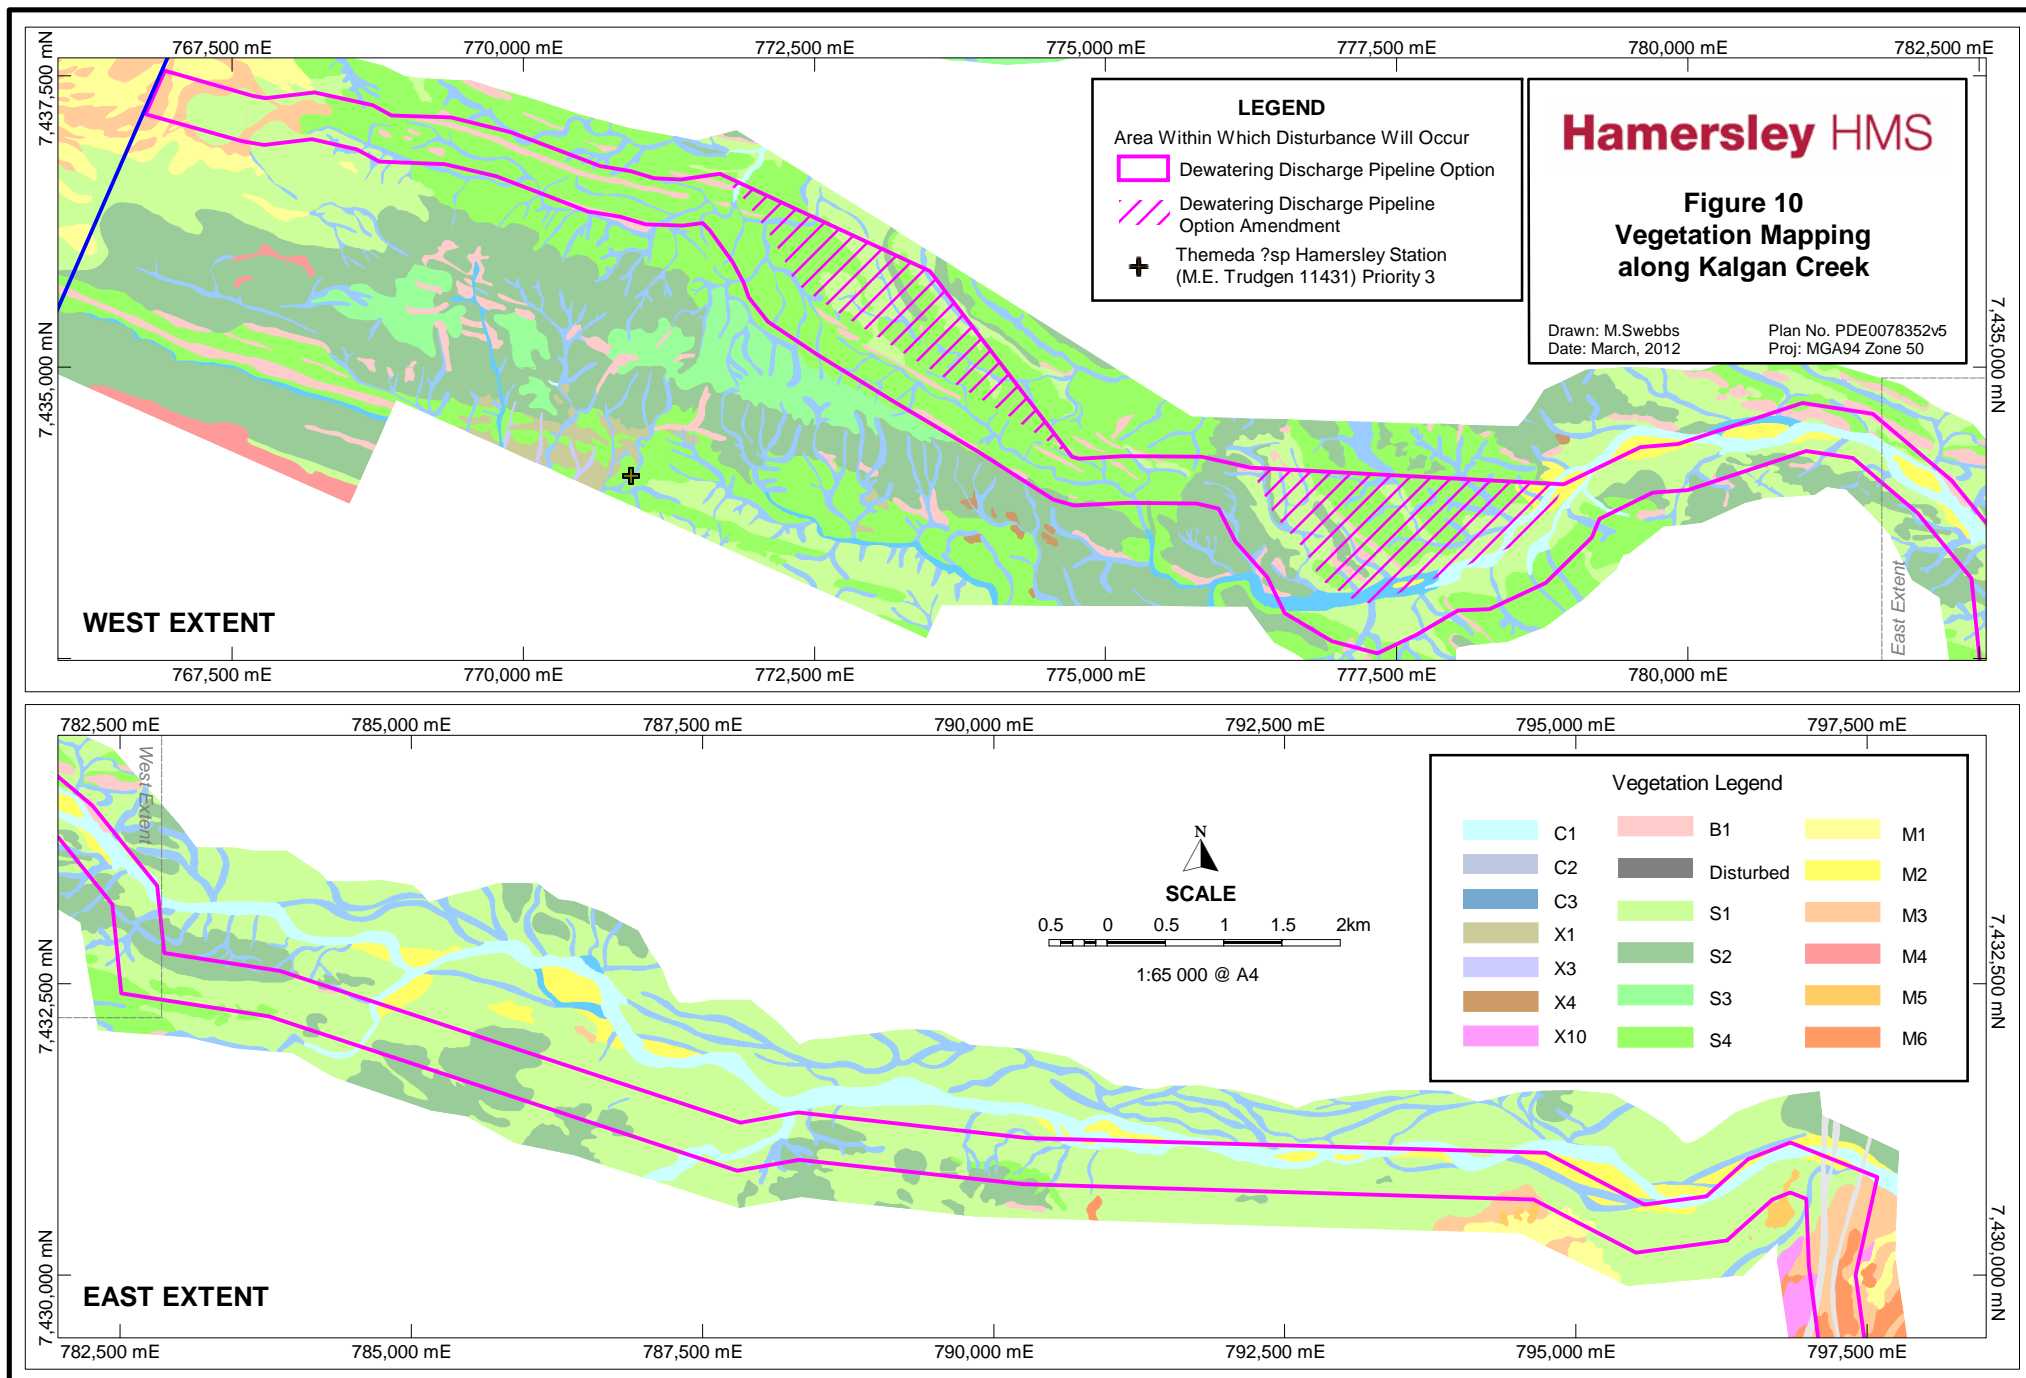 767,500 mE
770,000 mE
772,500 mE
775,000 mE
777,500 mE
780,000 mE
782,500 mE
7,437,500 mN
7,435,000 mN
7,435,000 mN
LEGEND
Area Within Which Disturbance Will Occur
Dewatering Discharge Pipeline Option
Dewatering Discharge Pipeline
Option Amendment
Themeda ?sp Hamersley Station
(M.E. Trudgen 11431) Priority 3
Hamersley HMS
Figure 10
Vegetation Mapping
along Kalgan Creek
Drawn: M.Swebbs
Date: March, 2012
Plan No. PDE0078352v5
Proj: MGA94 Zone 50
East Extent
WEST EXTENT
767,500 mE
770,000 mE
772,500 mE
775,000 mE
777,500 mE
780,000 mE
782,500 mE
785,000 mE
787,500 mE
790,000 mE
792,500 mE
795,000 mE
797,500 mE
West Extent
7,432,500 mN
7,430,000 mN
7,432,500 mN
7,430,000 mN
N
SCALE
0.5 0 0.5 1 1.5 2km
1:65 000 @ A4
Vegetation Legend
C1
C2
C3
X1
X3
X4
X10
B1
Disturbed
S1
S2
S3
S4
M1
M2
M3
M4
M5
M6
EAST EXTENT
782,500 mE
785,000 mE
787,500 mE
790,000 mE
792,500 mE
795,000 mE
797,500 mE